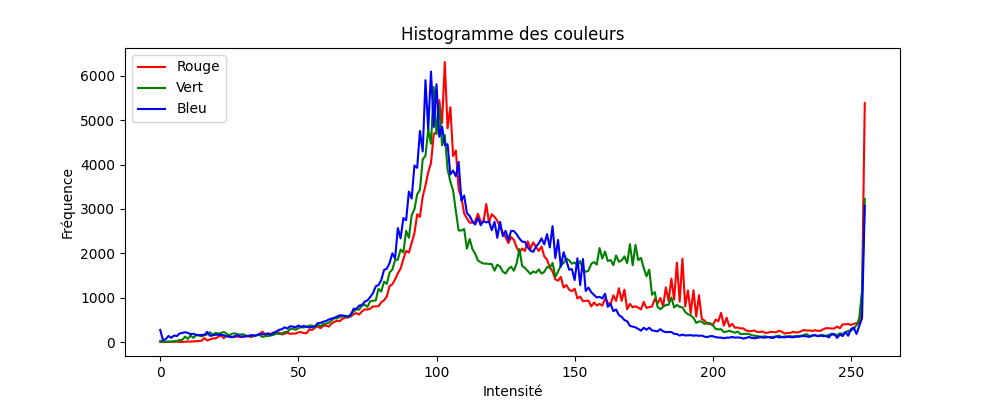 Histogramme des couleurs
Rouge
Vert
Bleu
Fréquence
6000
5000
4000
3000
2000
1000
0
0 50 100 150 200 250
Intensité